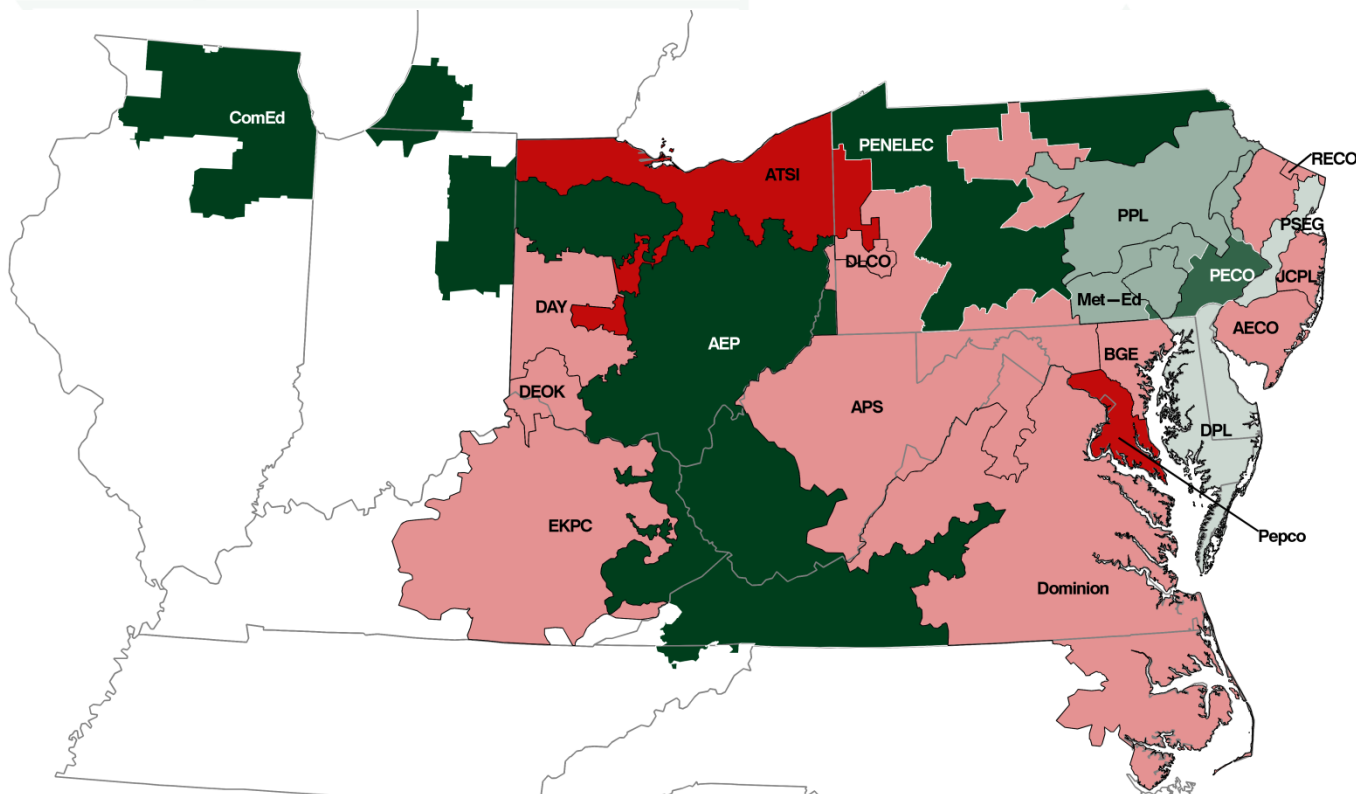 ComEd
PENELEC
RECO
ATSI
PPL
PSEG
DLCO
PECO
JCPL
Met-Ed
DAY
AECO
AEP
BGE
DEOK
APS
DPL
EKPC
Pepco
Dominion